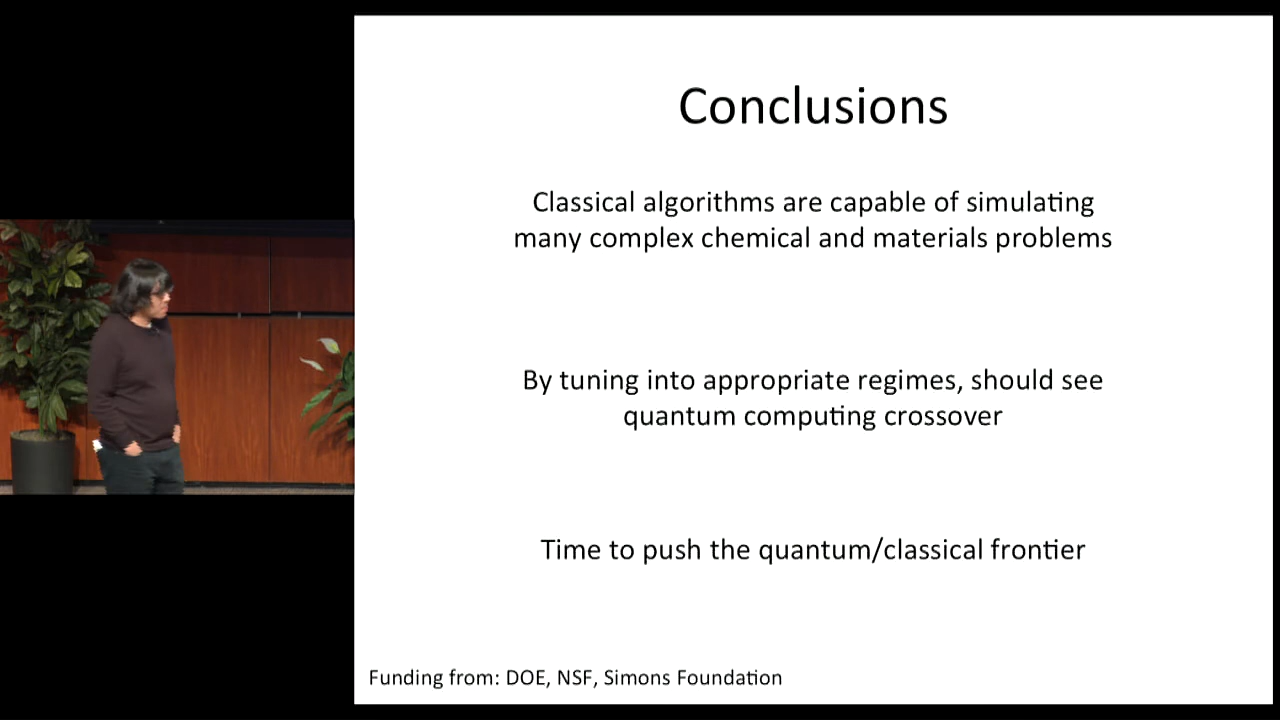 Conclusions
Classical algorithms are capable of simulating
many complex chemical and materials problems
By tuning into appropriate regimes, should see
quantum computing crossover
Time to push the quantum/classical frontier
Funding from: DOE, NSF, Simons Foundation